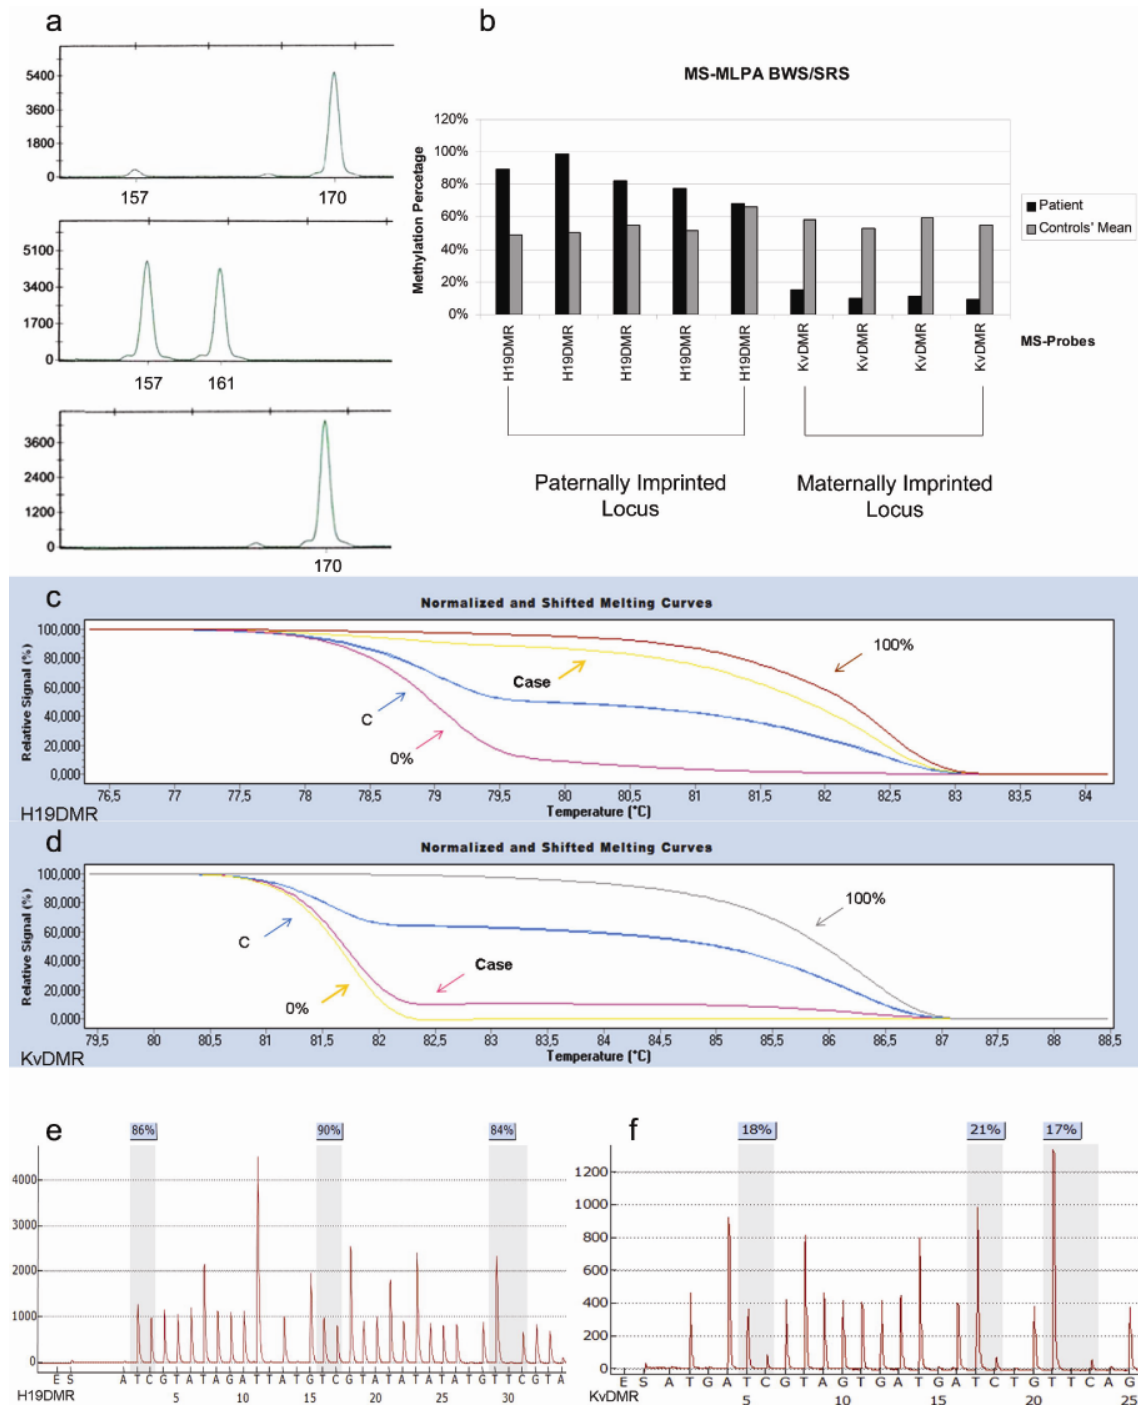 a
5400
3600
1800
0
157 170
5100
3400
1700
0
157 161
3600
2400
1200
0
170
b
MS-MLPA BWS/SRS
Methylation Percetage
120%
100%
80%
60%
40%
20%
0%
H19DMR H19DMR H19DMR H19DMR H19DMR KvDMR KvDMR KvDMR KvDMR
MS-Probes
Patient
Controls' Mean
Paternally Imprinted
Locus
Maternally Imprinted
Locus
c
Normalized and Shifted Melting Curves
Relative Signal (%)
100,000
80,000
60,000
40,000
20,000
0,000
100%
Case
C
0%
76,5 77 77,5 78 78,5 79 79,5 80 80,5 81 81,5 82 82,5 83 83,5 84
Temperature (°C)
H19DMR
d
Normalized and Shifted Melting Curves
Relative Signal (%)
100,000
80,000
60,000
40,000
20,000
0,000
100%
C
Case
0%
79,5 80 80,5 81 81,5 82 82,5 83 83,5 84 84,5 85 85,5 86 86,5 87 87,5 88 88,5
Temperature (°C)
KvDMR
e
86% 90% 84%
4000
3000
2000
1000
0
E S A T C G T A T A G A T T A T G T C G T A T A G T A T G T T C G T A
5 10 15 20 25 30
H19DMR
f
18% 21% 17%
1200
1000
800
600
400
200
0
E S A T G A T C G T A G T G A T G A T C T G T T C A G
5 10 15 20 25
KvDMR